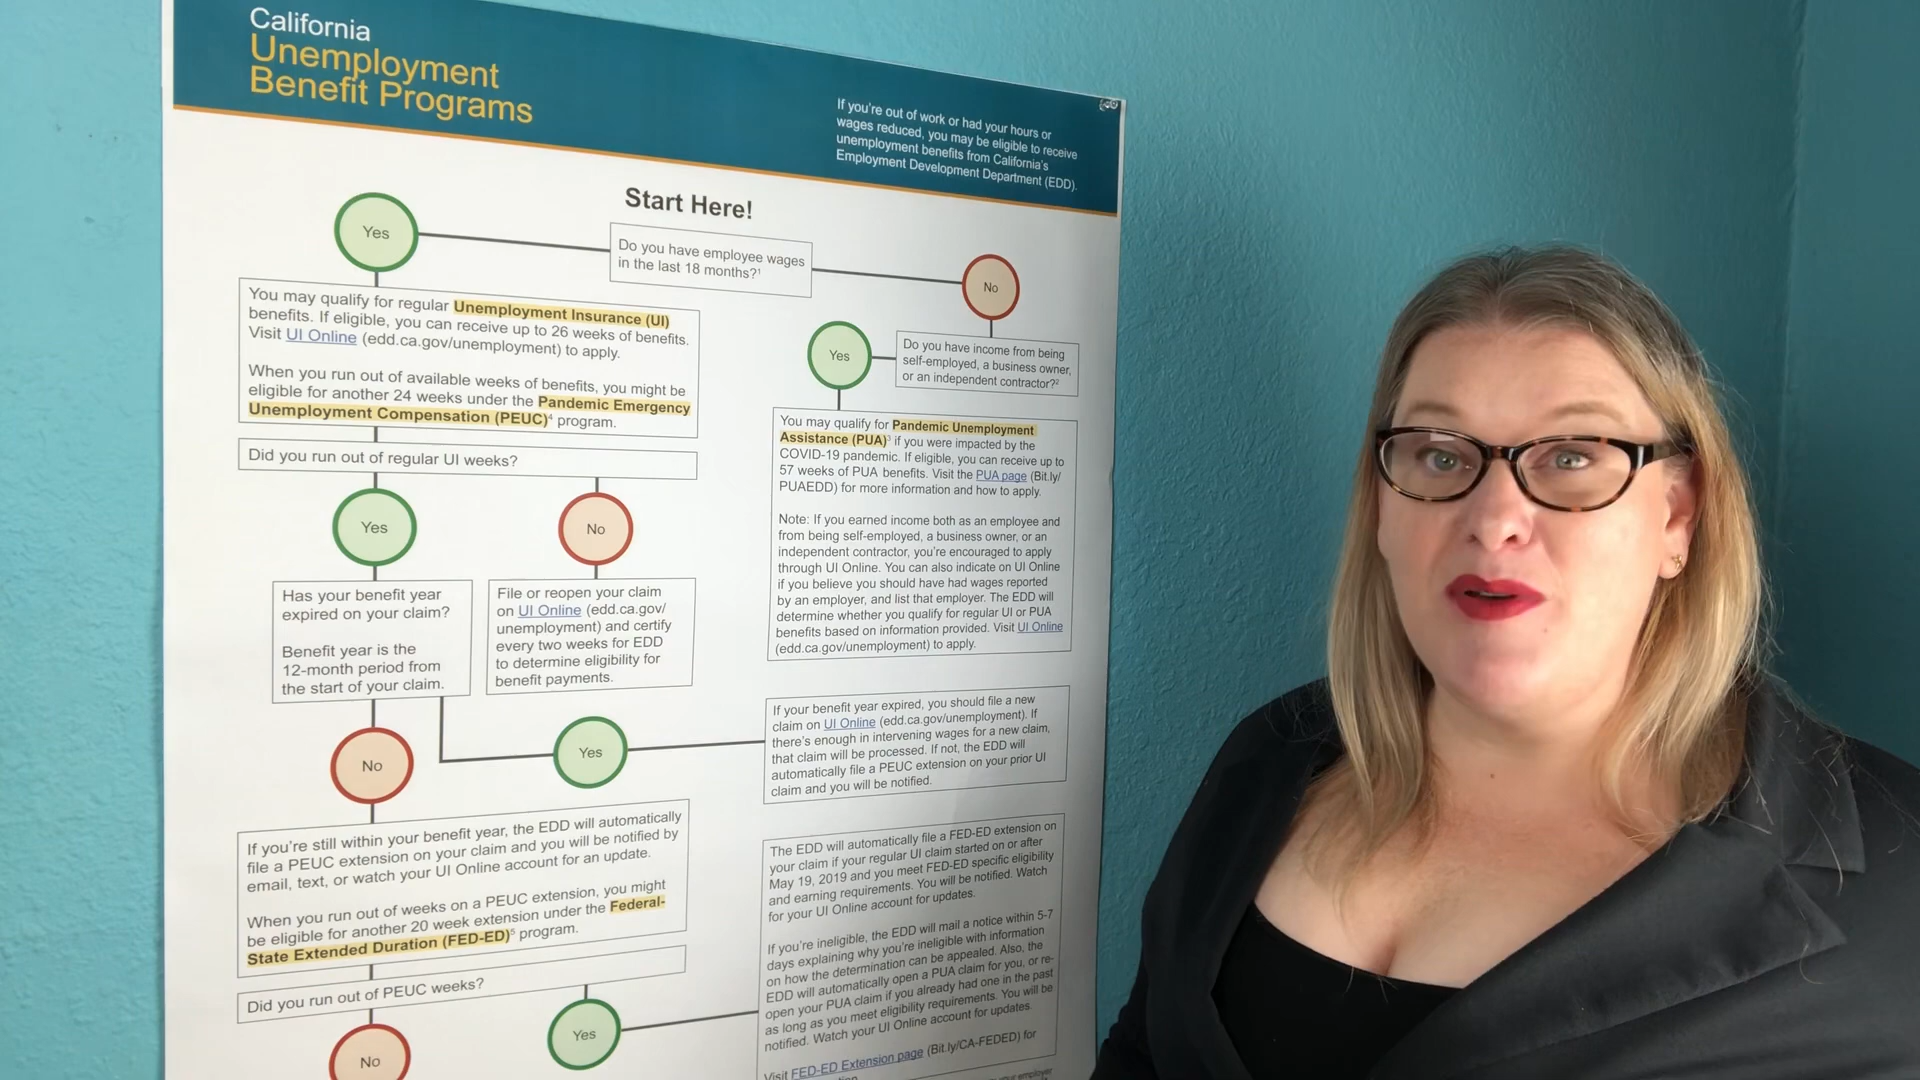 California
Unemployment
Benefit Programs
If you're out of work or had your hours or
wages reduced, you may be eligible to receive
unemployment benefits from California's
Employment Development Department (EDD).
Start Here!
Yes
Do you have employee wages
in the last 18 months?¹
No
You may qualify for regular Unemployment Insurance (UI)
benefits. If eligible, you can receive up to 26 weeks of benefits.
Visit UI Online (edd.ca.gov/unemployment) to apply.
When you run out of available weeks of benefits, you might be
eligible for another 24 weeks under the Pandemic Emergency
Unemployment Compensation (PEUC)⁴ program.
Yes
Do you have income from being
self-employed, a business owner,
or an independent contractor?²
You may qualify for Pandemic Unemployment
Assistance (PUA)³ if you were impacted by the
COVID-19 pandemic. If eligible, you can receive up to
57 weeks of PUA benefits. Visit the PUA page (Bit.ly/
PUAEDD) for more information and how to apply.
Note: If you earned income both as an employee and
from being self-employed, a business owner, or an
independent contractor, you're encouraged to apply
through UI Online. You can also indicate on UI Online
if you believe you should have had wages reported
by an employer, and list that employer. The EDD will
determine whether you qualify for regular UI or PUA
benefits based on information provided. Visit UI Online
(edd.ca.gov/unemployment) to apply.
Did you run out of regular UI weeks?
Yes
No
Has your benefit year
expired on your claim?
Benefit year is the
12-month period from
the start of your claim.
File or reopen your claim
on UI Online (edd.ca.gov/
unemployment) and certify
every two weeks for EDD
to determine eligibility for
benefit payments.
No
Yes
If your benefit year expired, you should file a new
claim on UI Online (edd.ca.gov/unemployment). If
there's enough in intervening wages for a new claim,
that claim will be processed. If not, the EDD will
automatically file a PEUC extension on your prior UI
claim and you will be notified.
If you're still within your benefit year, the EDD will automatically
file a PEUC extension on your claim and you will be notified by
email, text, or watch your UI Online account for an update.
When you run out of weeks on a PEUC extension, you might
be eligible for another 20 week extension under the Federal-
State Extended Duration (FED-ED)⁵ program.
Did you run out of PEUC weeks?
No
Yes
The EDD will automatically file a FED-ED extension on
your claim if your regular UI claim started on or after
May 19, 2019 and you meet FED-ED specific eligibility
and earning requirements. You will be notified. Watch
for your UI Online account for updates.
If you're ineligible, the EDD will mail a notice within 5-7
days explaining why you're ineligible with information
on how the determination can be appealed. Also, the
EDD will automatically open a PUA claim for you, or re-
open your PUA claim if you already had one in the past
as long as you meet eligibility requirements. You will be
notified. Watch your UI Online account for updates.
Visit FED-ED Extension page (Bit.ly/CA-FEDED) for
your employer